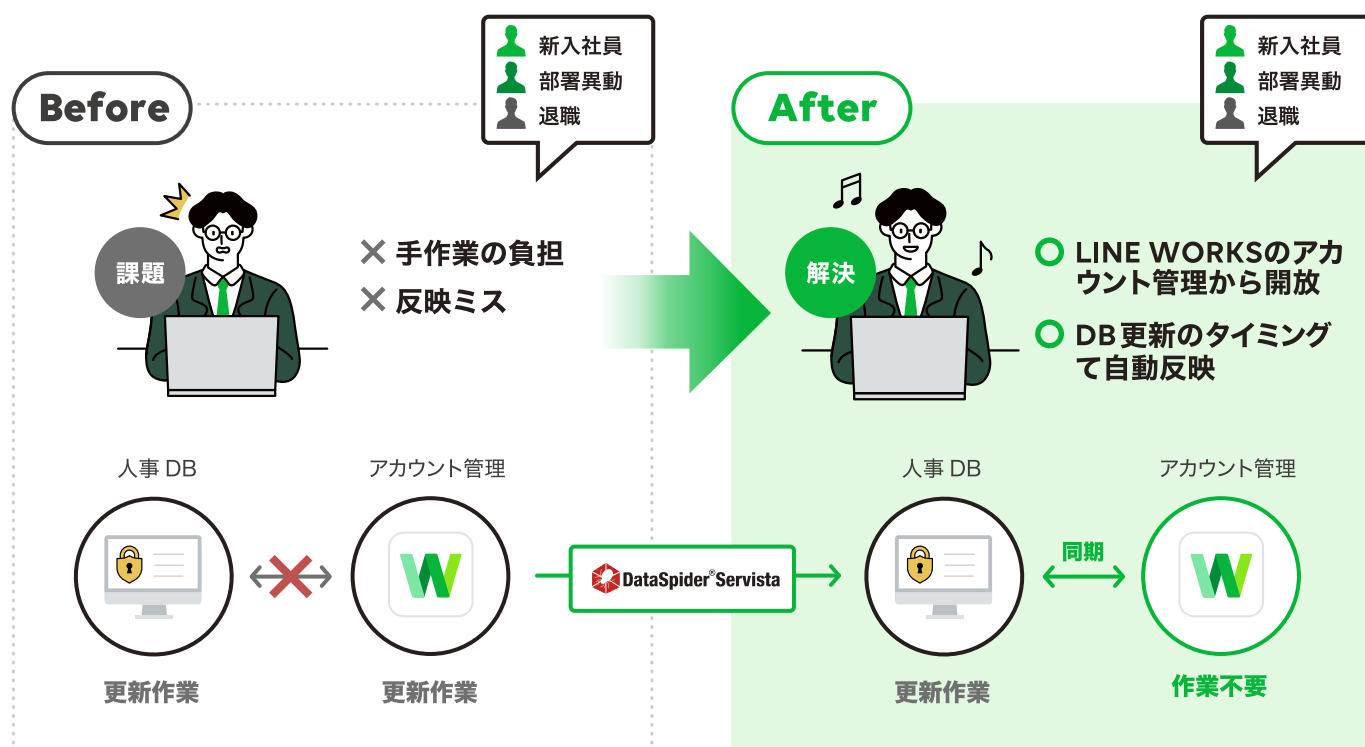 Before
新入社員
部署異動
退職
課題
手作業の負担
反映ミス
人事 DB
アカウント管理
更新作業
更新作業
DataSpider® Servista
After
新入社員
部署異動
退職
解決
LINE WORKSのアカ
ウント管理から開放
DB更新のタイミング
て自動反映
人事 DB
アカウント管理
同期
更新作業
作業不要